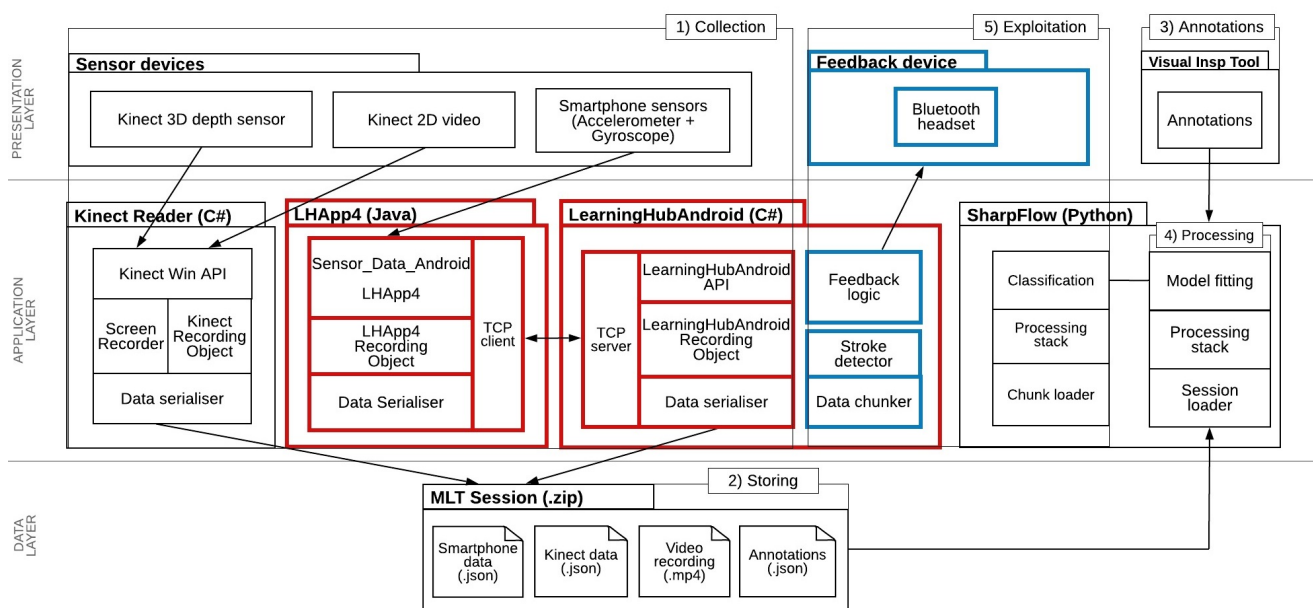 1) Collection
5) Exploitation
3) Annotations
PRESENTATION
LAYER
Sensor devices
Kinect 3D depth sensor
Kinect 2D video
Smartphone sensors
(Accelerometer +
Gyroscope)
Feedback device
Bluetooth
headset
Visual Insp Tool
Annotations
APPLICATION
LAYER
Kinect Reader (C#)
Kinect Win API
Screen
Recorder
Kinect
Recording
Object
Data serialiser
LHApp4 (Java)
Sensor_Data_Android
LHApp4
LHApp4
Recording
Object
Data Serialiser
TCP
client
LearningHubAndroid (C#)
TCP
server
LearningHubAndroid
API
LearningHubAndroid
Recording
Object
Data serialiser
Feedback
logic
Stroke
detector
Data chunker
SharpFlow (Python)
Classification
Processing
stack
Chunk loader
4) Processing
Model fitting
Processing
stack
Session
loader
DATA
LAYER
2) Storing
MLT Session (.zip)
Smartphone
data
(.json)
Kinect data
(.json)
Video
recording
(.mp4)
Annotations
(.json)